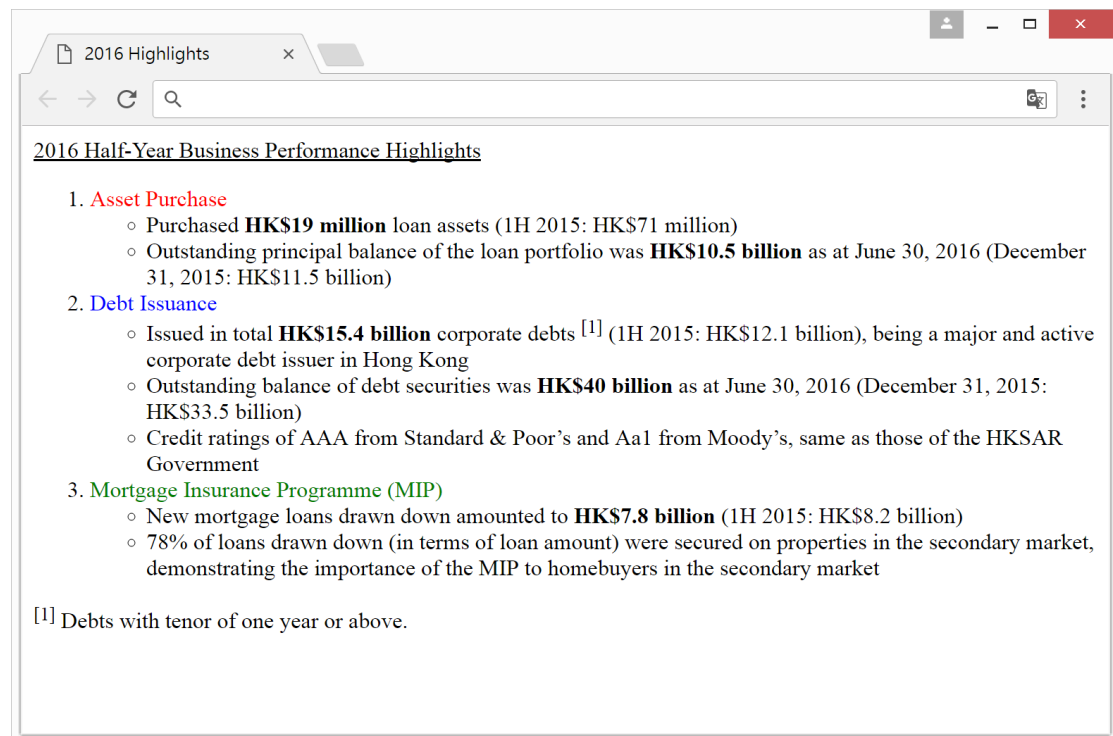 2016 Highlights
2016 Half-Year Business Performance Highlights
1. Asset Purchase
○ Purchased HK$19 million loan assets (1H 2015: HK$71 million)
○ Outstanding principal balance of the loan portfolio was HK$10.5 billion as at June 30, 2016 (December
31, 2015: HK$11.5 billion)
2. Debt Issuance
○ Issued in total HK$15.4 billion corporate debts [1] (1H 2015: HK$12.1 billion), being a major and active
corporate debt issuer in Hong Kong
○ Outstanding balance of debt securities was HK$40 billion as at June 30, 2016 (December 31, 2015:
HK$33.5 billion)
○ Credit ratings of AAA from Standard & Poor’s and Aa1 from Moody’s, same as those of the HKSAR
Government
3. Mortgage Insurance Programme (MIP)
○ New mortgage loans drawn down amounted to HK$7.8 billion (1H 2015: HK$8.2 billion)
○ 78% of loans drawn down (in terms of loan amount) were secured on properties in the secondary market,
demonstrating the importance of the MIP to homebuyers in the secondary market
[1] Debts with tenor of one year or above.